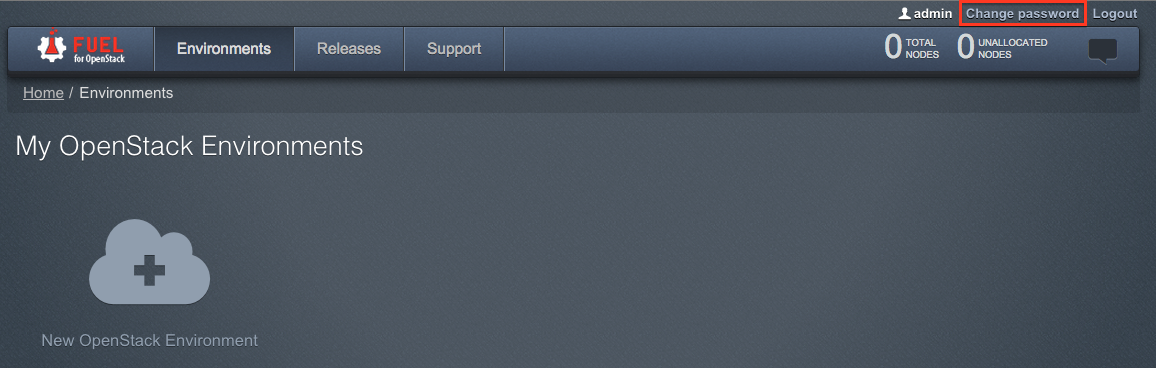 admin Change password Logout
FUEL
for OpenStack
Environments Releases Support
0 TOTAL NODES 0 UNALLOCATED NODES
Home / Environments
My OpenStack Environments
New OpenStack Environment